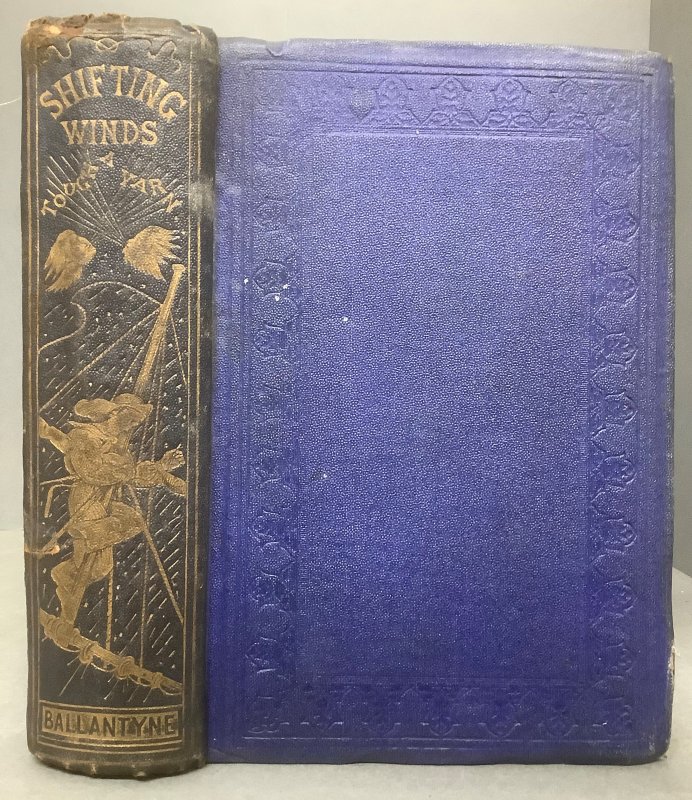 SHIFTING
WINDS
A
TOUGH YARN
BALLANTYNE